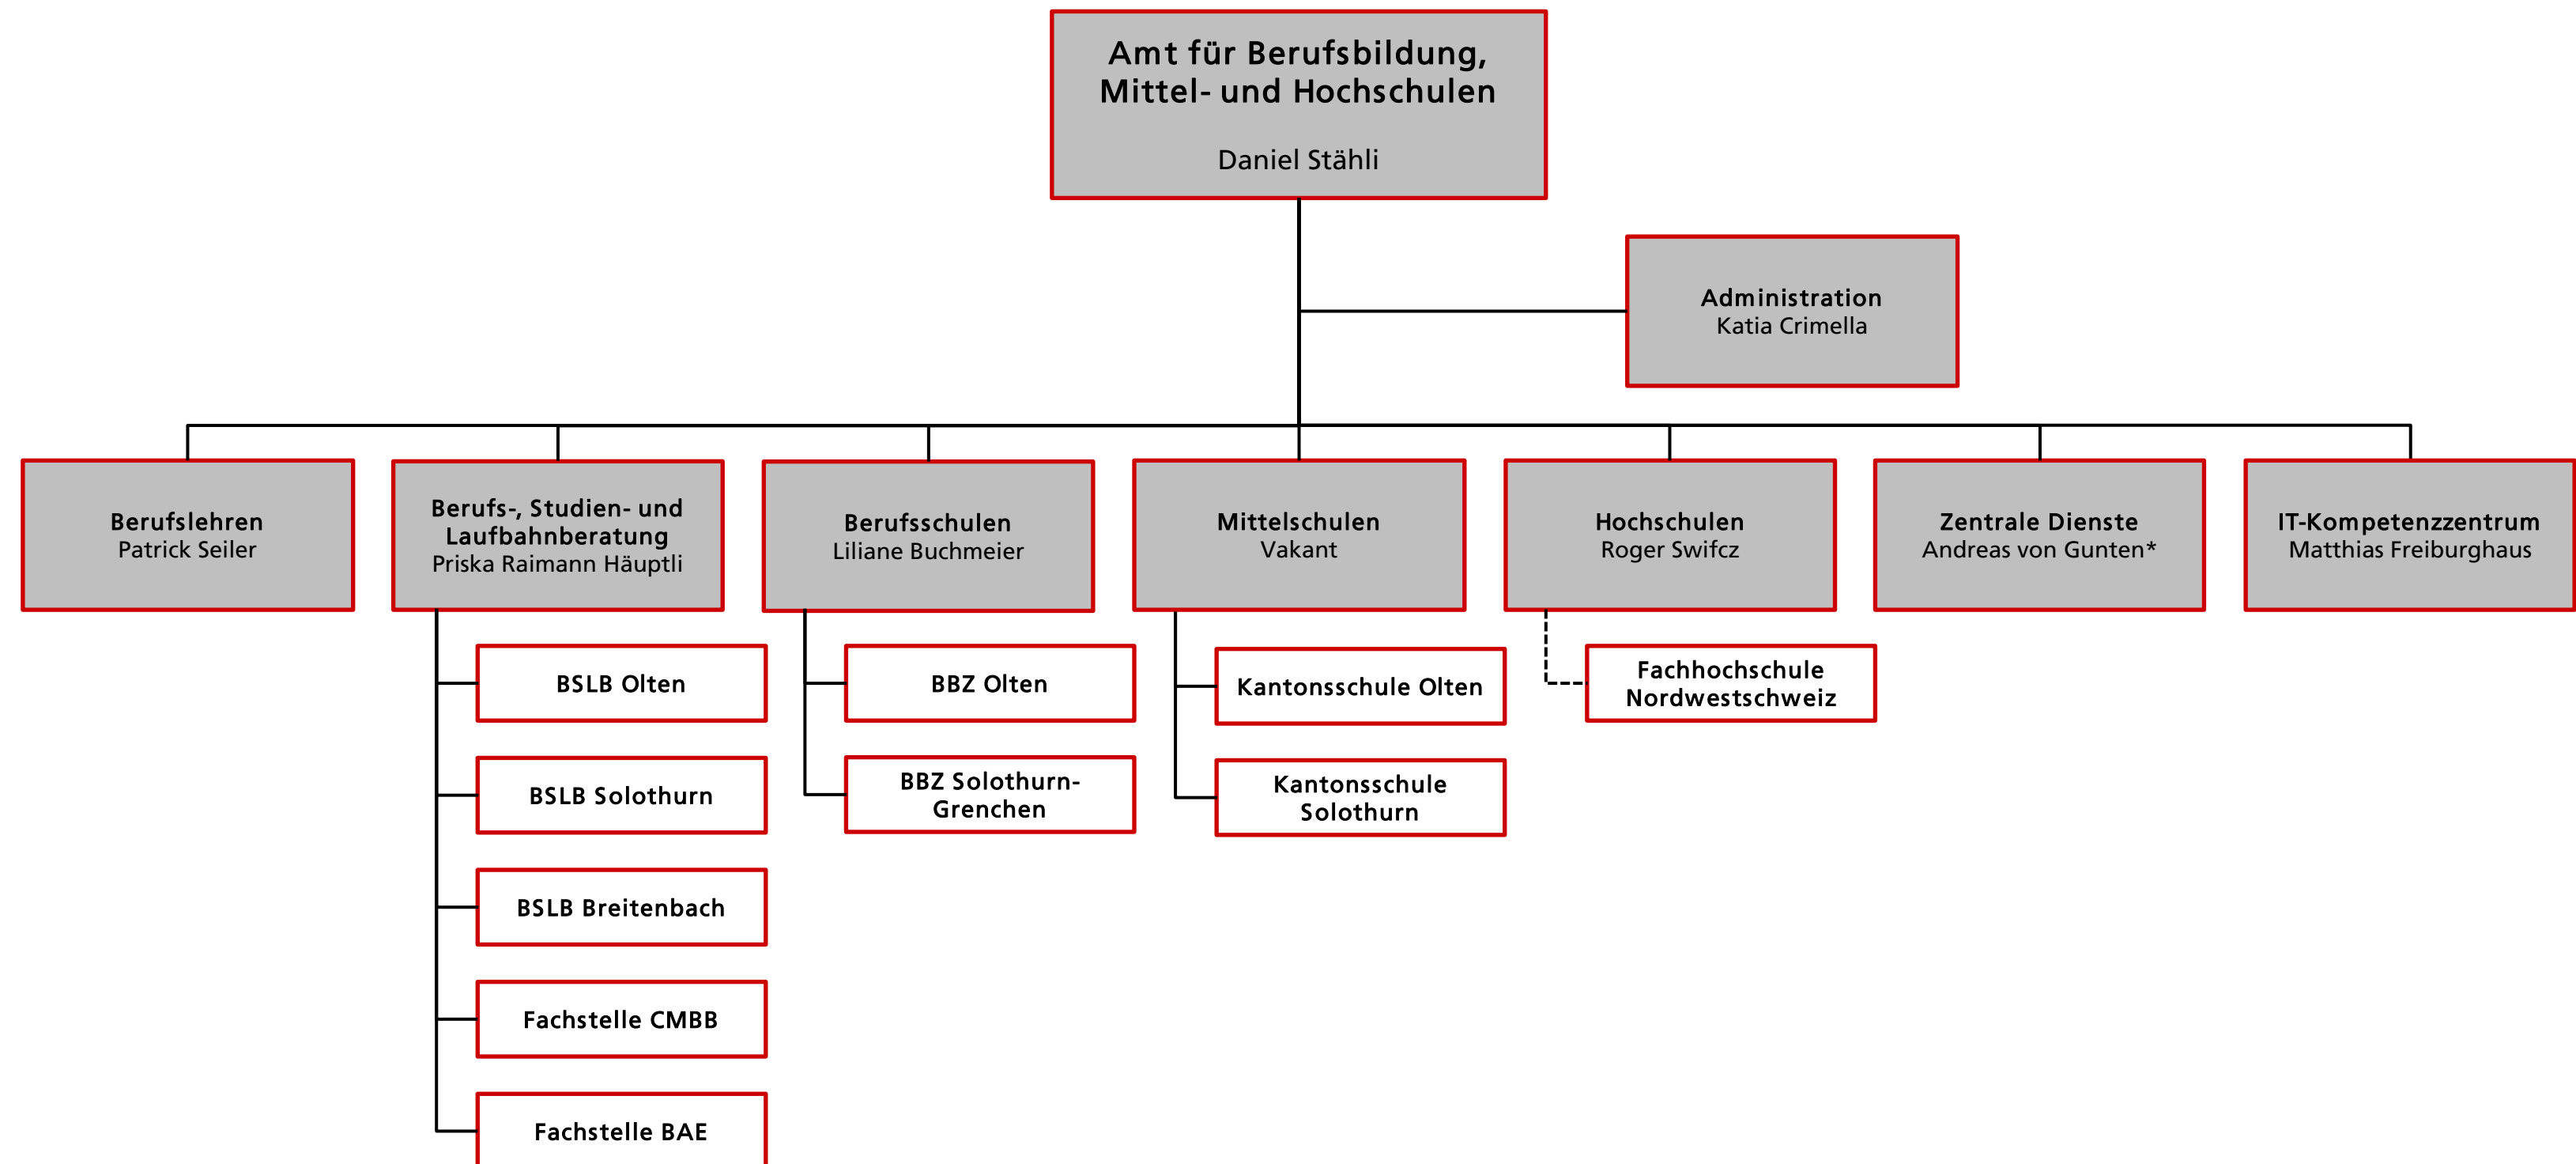 Amt für Berufsbildung,
Mittel- und Hochschulen
Daniel Stähli
Administration
Katia Crimella
Berufslehren
Patrick Seiler
Berufs-, Studien- und
Laufbahnberatung
Priska Raimann Häuptli
Berufsschulen
Liliane Buchmeier
Mittelschulen
Vakant
Hochschulen
Roger Swifcz
Zentrale Dienste
Andreas von Gunten*
IT-Kompetenzzentrum
Matthias Freiburghaus
BSLB Olten
BSLB Solothurn
BSLB Breitenbach
Fachstelle CMBB
Fachstelle BAE
BBZ Olten
BBZ Solothurn-
Grenchen
Kantonsschule Olten
Kantonsschule
Solothurn
Fachhochschule
Nordwestschweiz